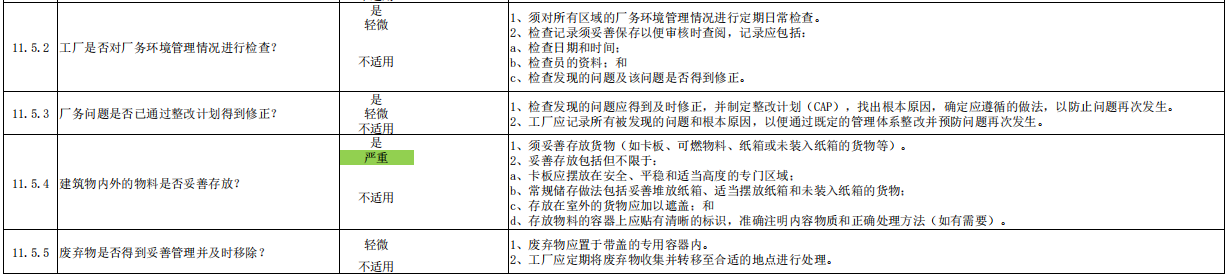 是
轻微
不适用
11.5.2
工厂是否对厂务环境管理情况进行检查？
1、须对所有区域的厂务环境管理情况进行定期日常检查。
2、检查记录须妥善保存以便审核时查阅，记录应包括：
a、检查日期和时间；
b、检查员的资料；和
c、检查发现的问题及该问题是否得到修正。
11.5.3
厂务问题是否已通过整改计划得到修正？
是
轻微
不适用
1、检查发现的问题应得到及时修正，并制定整改计划（CAP），找出根本原因，确定应遵循的做法，以防止问题再次发生。
2、工厂应记录所有被发现的问题和根本原因，以便通过既定的管理体系整改并预防问题再次发生。
11.5.4
建筑物内外的物料是否妥善存放？
是
严重
不适用
1、须妥善存放货物（如卡板、可燃物料、纸箱或未装入纸箱的货物等）。
2、妥善存放包括但不限于：
a、卡板应摆放在安全、平稳和适当高度的专门区域；
b、常规储存做法包括妥善堆放纸箱、适当摆放纸箱和未装入纸箱的货物；
c、存放在室外的货物应加以遮盖；和
d、存放物料的容器上应贴有清晰的标识，准确注明内容物质和正确处理方法（如有需要）。
11.5.5
废弃物是否得到妥善管理并及时移除？
轻微
不适用
1、废弃物应置于带盖的专用容器内。
2、工厂应定期将废弃物收集并转移至合适的地点进行处理。